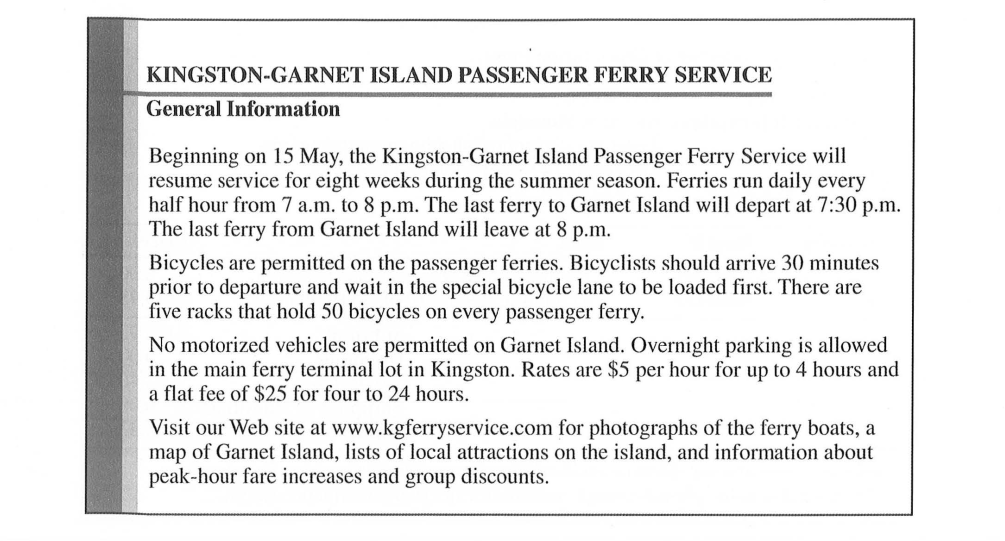 KINGSTON-GARNET ISLAND PASSENGER FERRY SERVICE
General Information
Beginning on 15 May, the Kingston-Garnet Island Passenger Ferry Service will
resume service for eight weeks during the summer season. Ferries run daily every
half hour from 7 a.m. to 8 p.m. The last ferry to Garnet Island will depart at 7:30 p.m.
The last ferry from Garnet Island will leave at 8 p.m.
Bicycles are permitted on the passenger ferries. Bicyclists should arrive 30 minutes
prior to departure and wait in the special bicycle lane to be loaded first. There are
five racks that hold 50 bicycles on every passenger ferry.
No motorized vehicles are permitted on Garnet Island. Overnight parking is allowed
in the main ferry terminal lot in Kingston. Rates are $5 per hour for up to 4 hours and
a flat fee of $25 for four to 24 hours.
Visit our Web site at www.kgferryservice.com for photographs of the ferry boats, a
map of Garnet Island, lists of local attractions on the island, and information about
peak-hour fare increases and group discounts.